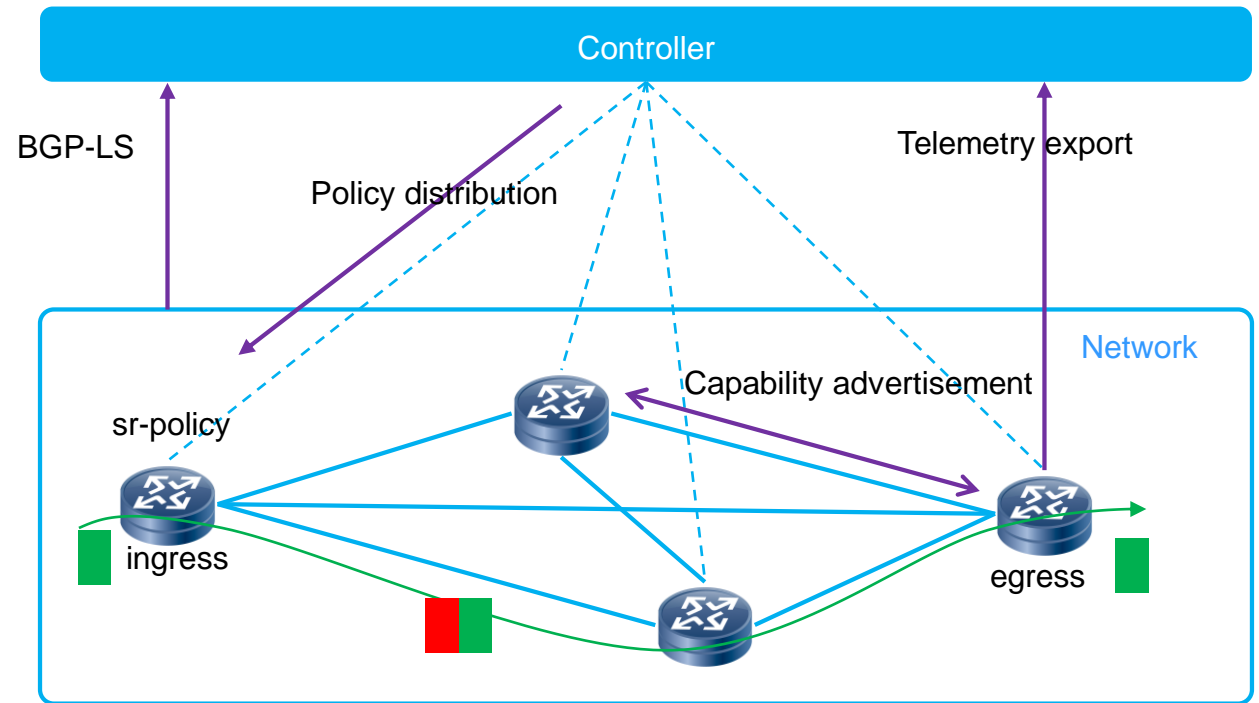 Controller
BGP-LS
Telemetry export
Policy distribution
Network
Capability advertisement
sr-policy
ingress
egress